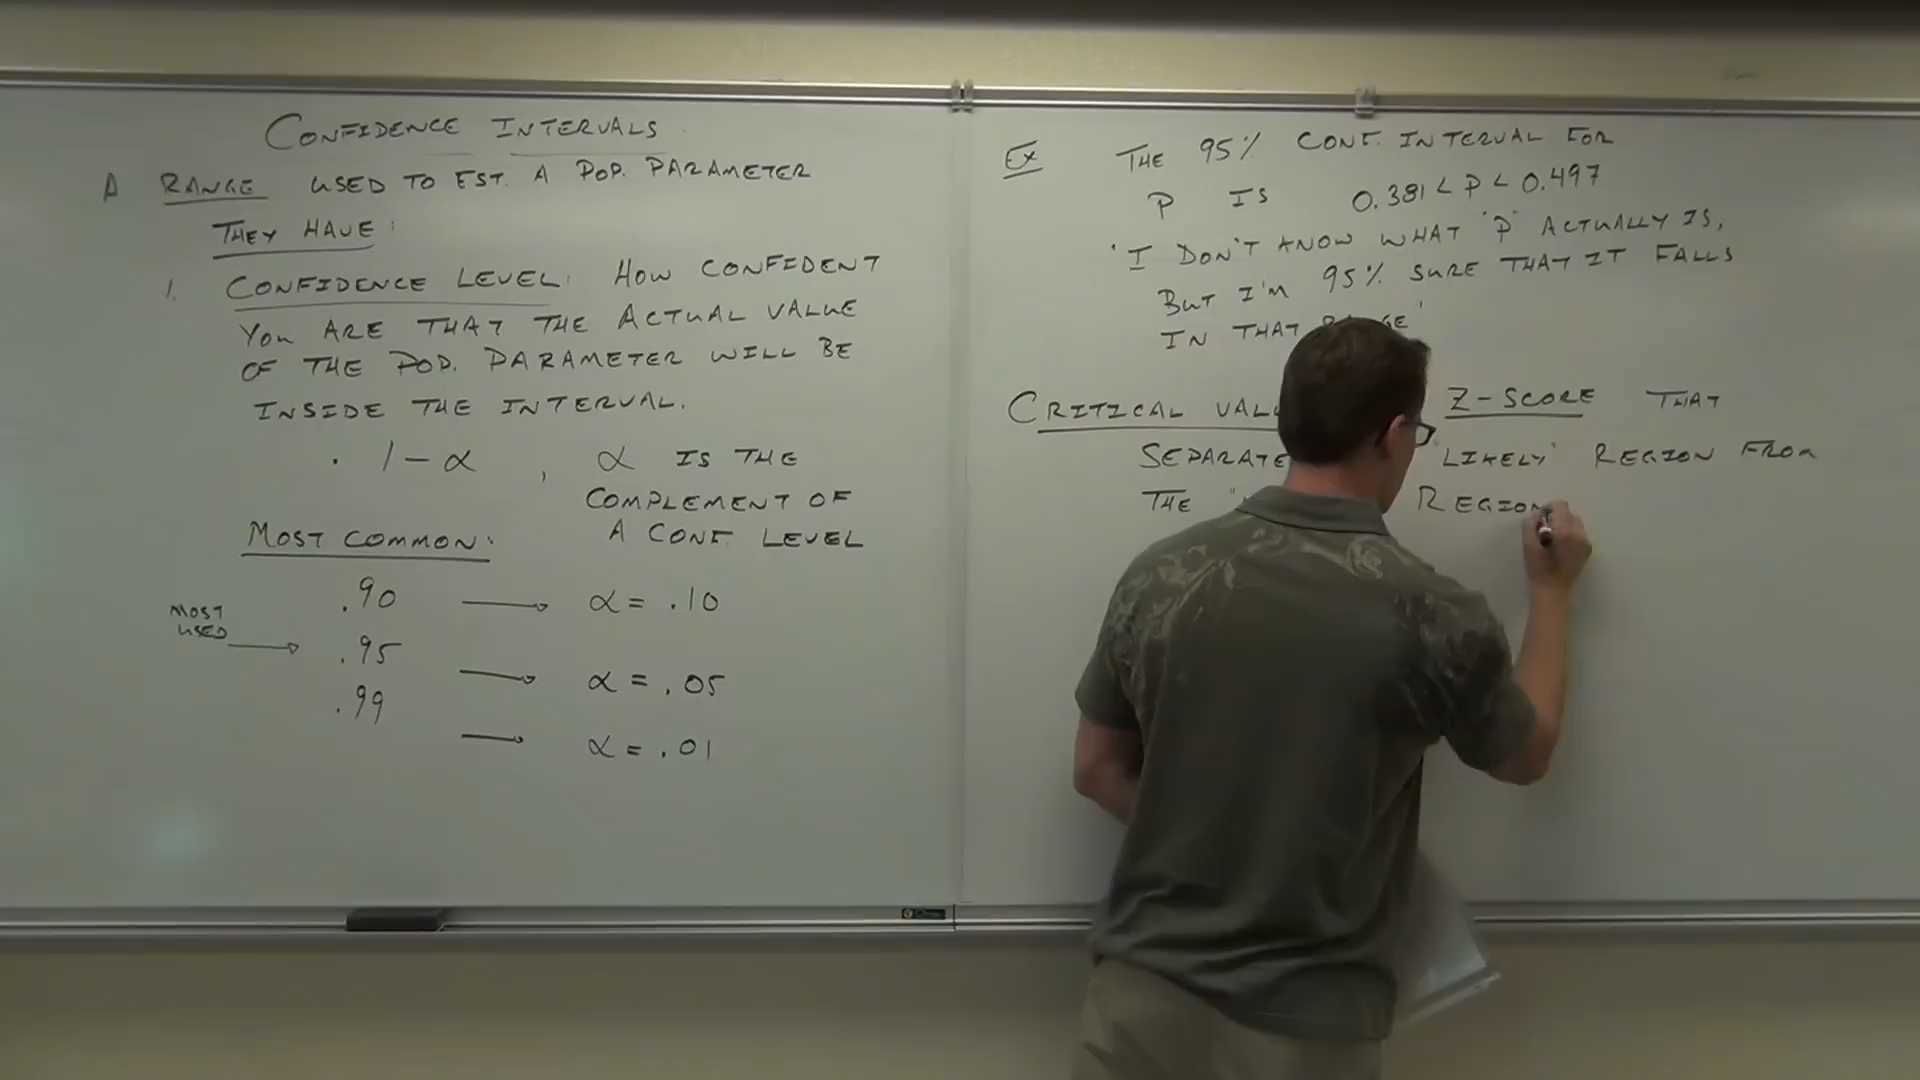 CONFIDENCE INTERVALS
A RANGE USED TO EST. A POP. PARAMETER
THEY HAVE:
1. CONFIDENCE LEVEL: HOW CONFIDENT
YOU ARE THAT THE ACTUAL VALUE
OF THE POP. PARAMETER WILL BE
INSIDE THE INTERVAL.
· 1-α , α IS THE
COMPLEMENT OF
A CONF. LEVEL
MOST COMMON:
.90 → α = .10
MOST
USED → .95 → α = .05
.99 → α = .01
EX THE 95% CONF. INTERVAL FOR
P IS 0.381 < P < 0.497
"I DON'T KNOW WHAT "P" ACTUALLY IS,
BUT I'M 95% SURE THAT IT FALLS
IN THAT
CRITICAL Z-SCORE THAT
"LIKELY" REGION FROM
THE REGION